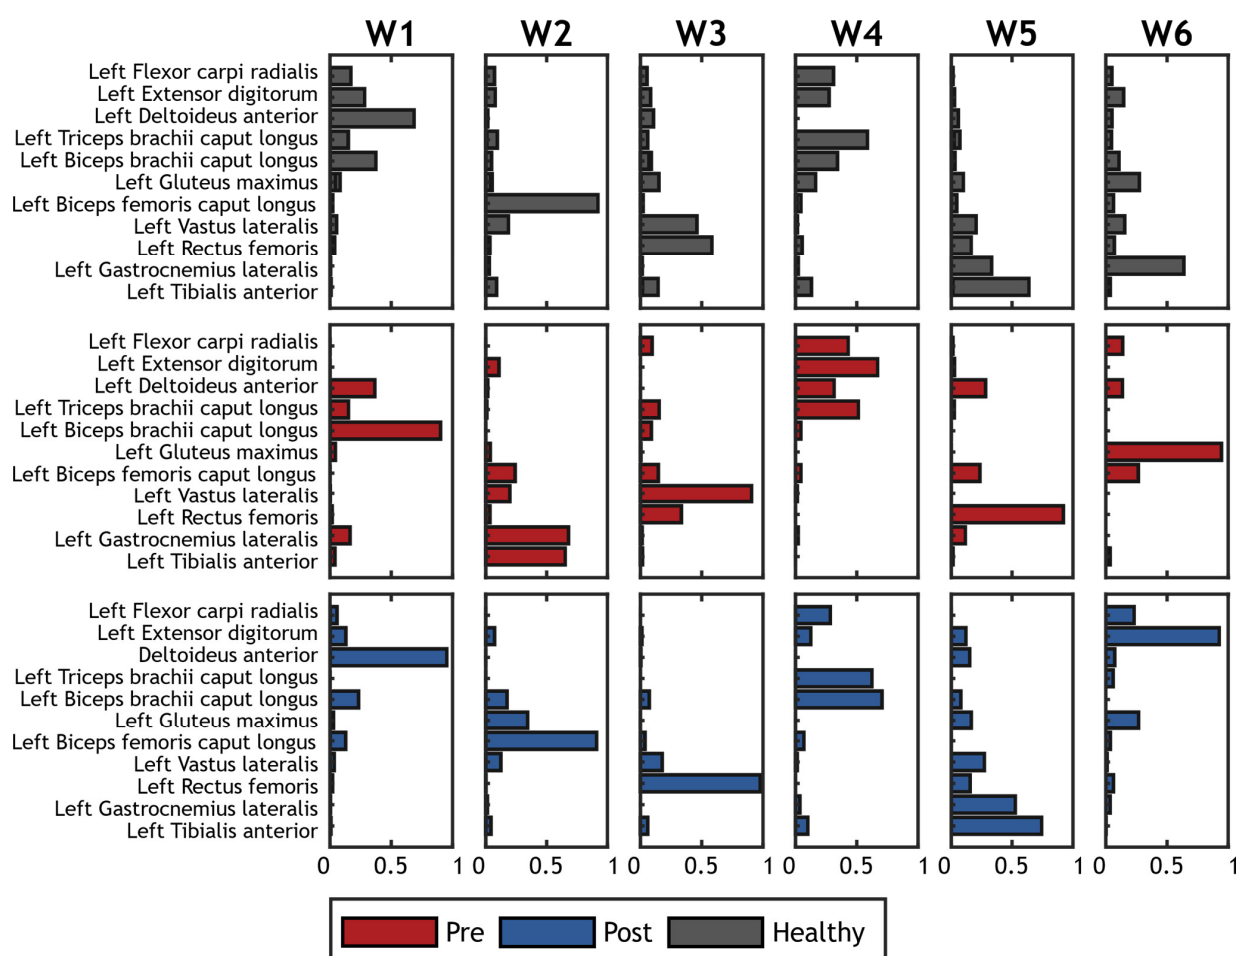 W1 W2 W3 W4 W5 W6
Left Flexor carpi radialis
Left Extensor digitorum
Left Deltoideus anterior
Left Triceps brachii caput longus
Left Biceps brachii caput longus
Left Gluteus maximus
Left Biceps femoris caput longus
Left Vastus lateralis
Left Rectus femoris
Left Gastrocnemius lateralis
Left Tibialis anterior
Left Flexor carpi radialis
Left Extensor digitorum
Left Deltoideus anterior
Left Triceps brachii caput longus
Left Biceps brachii caput longus
Left Gluteus maximus
Left Biceps femoris caput longus
Left Vastus lateralis
Left Rectus femoris
Left Gastrocnemius lateralis
Left Tibialis anterior
Left Flexor carpi radialis
Left Extensor digitorum
Deltoideus anterior
Left Triceps brachii caput longus
Left Biceps brachii caput longus
Left Gluteus maximus
Left Biceps femoris caput longus
Left Vastus lateralis
Left Rectus femoris
Left Gastrocnemius lateralis
Left Tibialis anterior
0 0.5 1 0 0.5 1 0 0.5 1 0 0.5 1 0 0.5 1 0 0.5 1
Pre Post Healthy